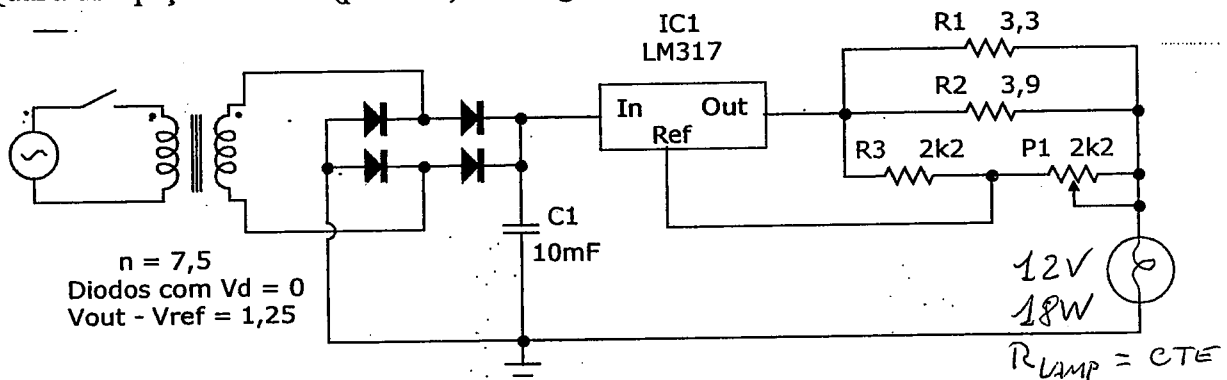 IC1
LM317
In Out
Ref
R1 3,3
R2 3,9
R3 2k2
P1 2k2
C1
10mF
n = 7,5
Diodos com Vd = 0
Vout - Vref = 1,25
12V
18W
RLAMP = CTE